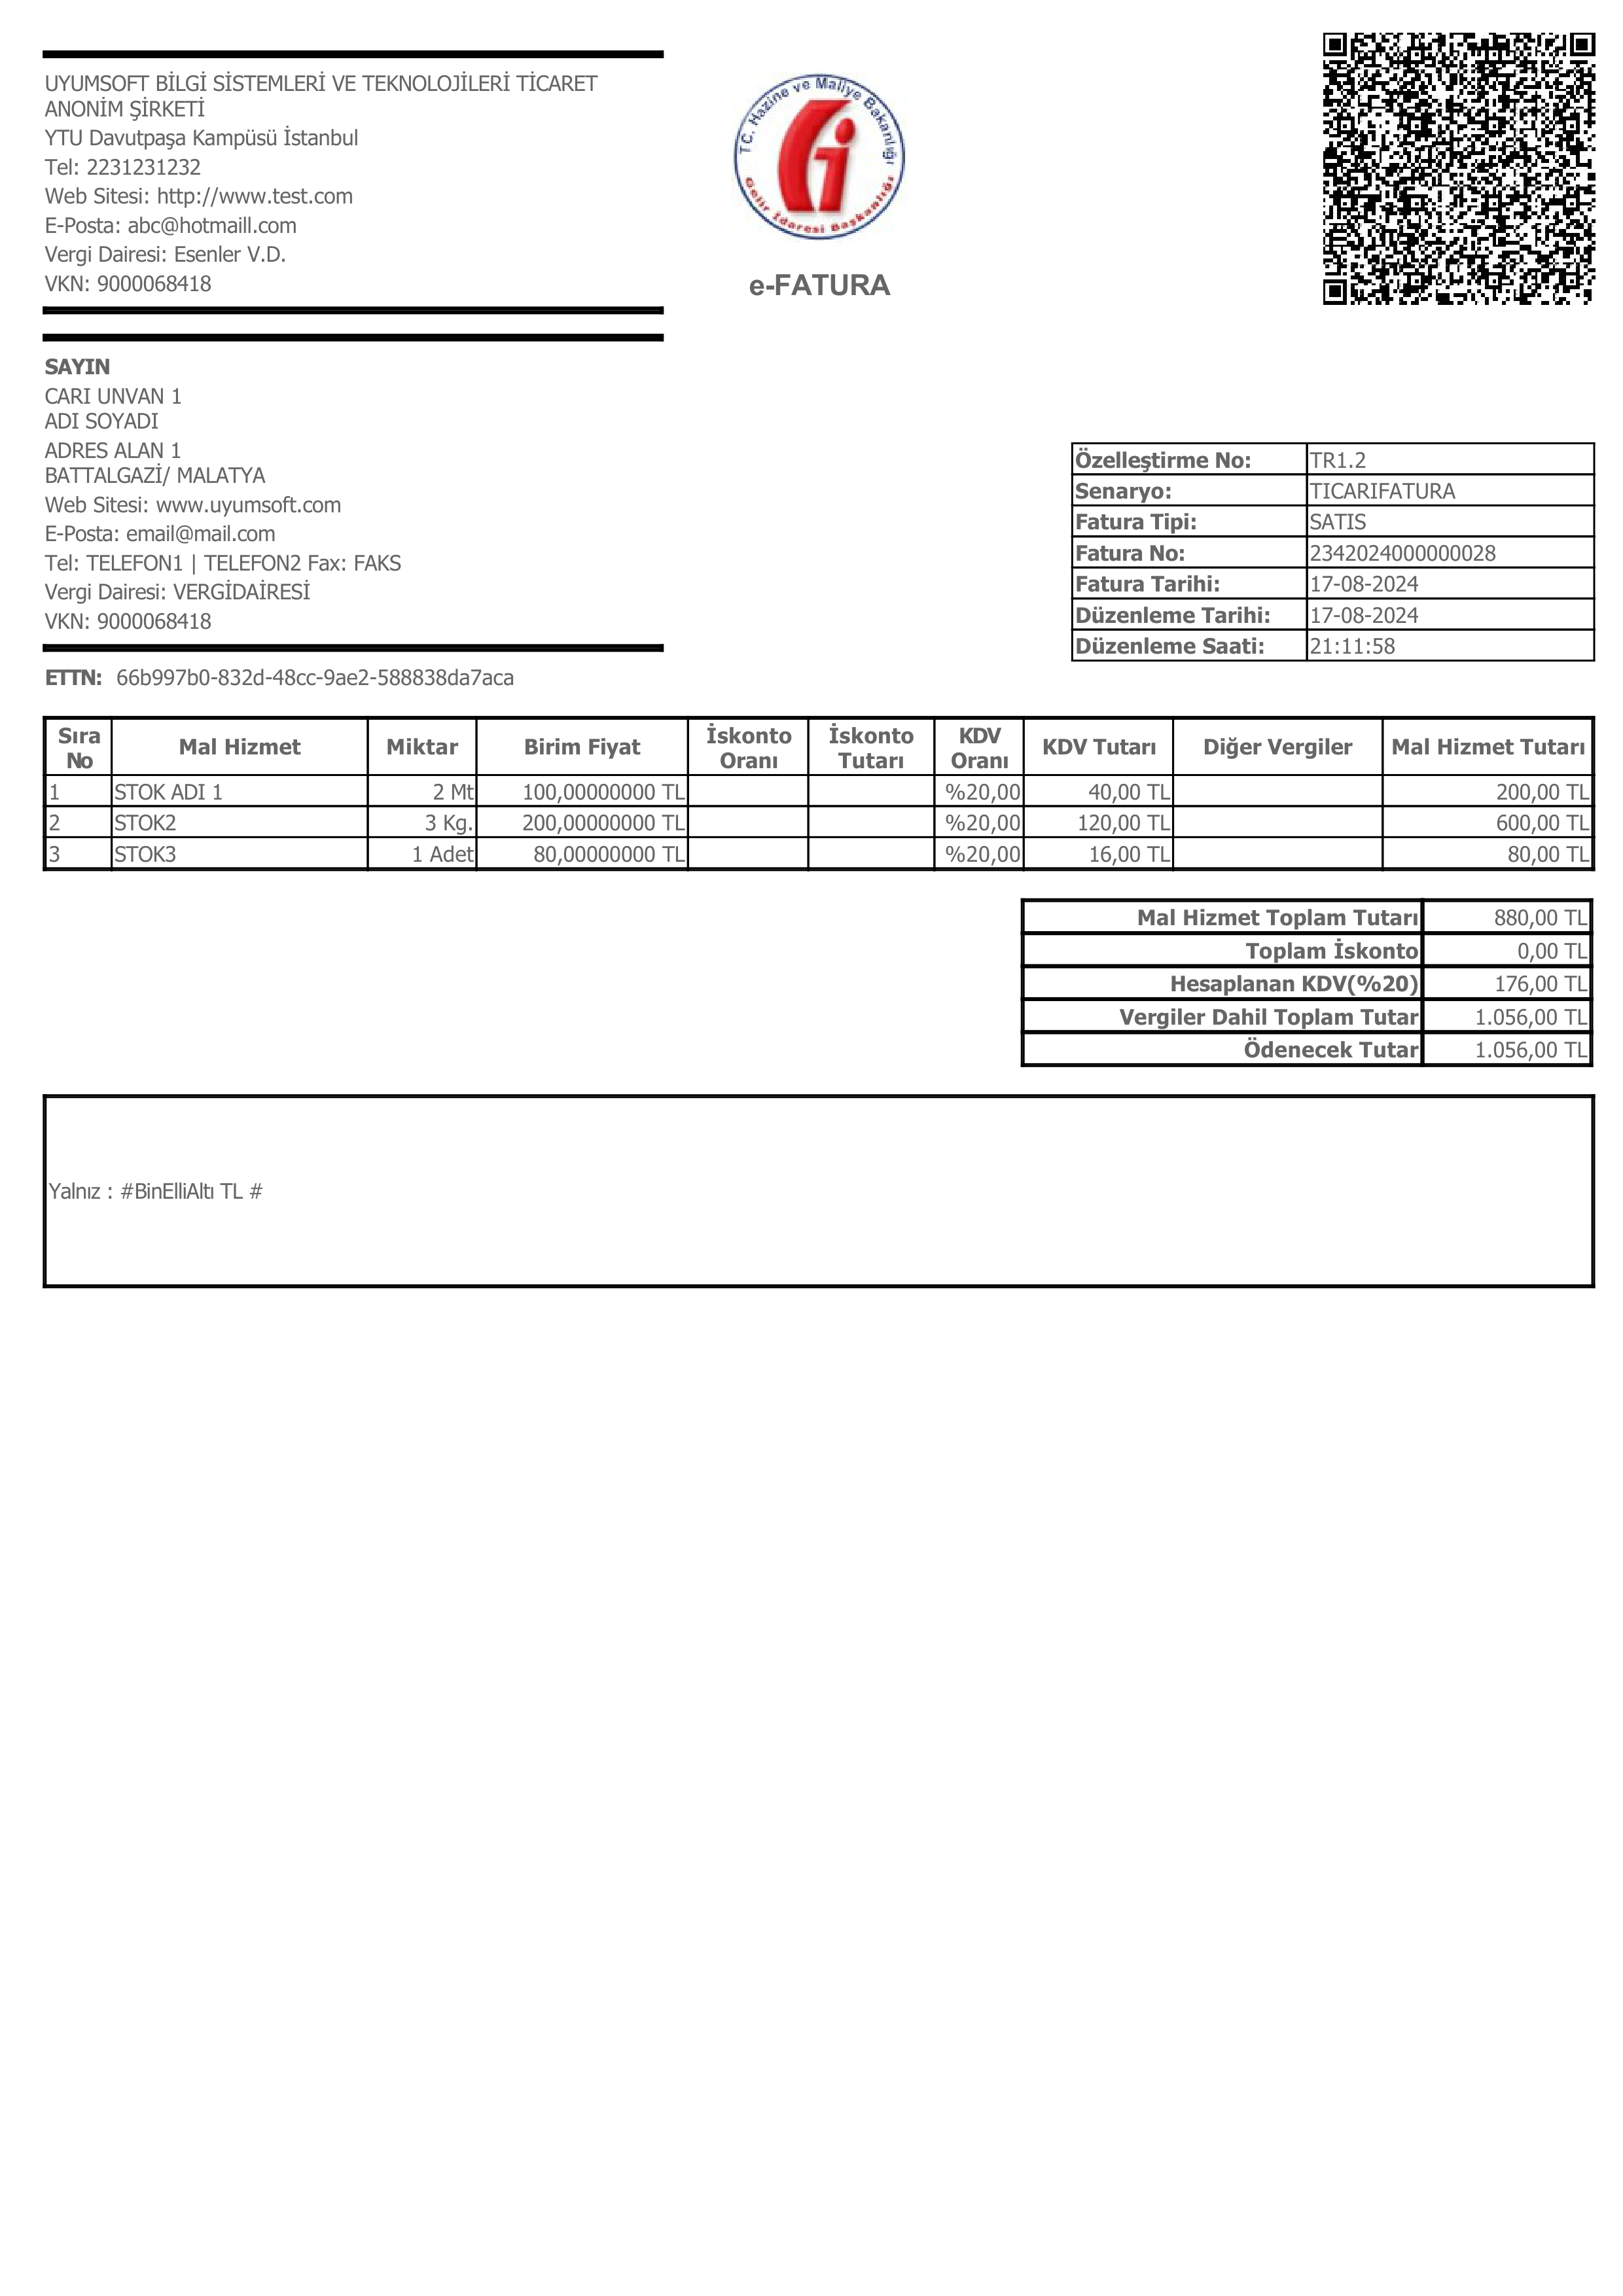 UYUMSOFT BİLGİ SİSTEMLERİ VE TEKNOLOJİLERİ TİCARET
ANONİM ŞİRKETİ
YTU Davutpaşa Kampüsü İstanbul
Tel: 2231231232
Web Sitesi: http://www.test.com
E-Posta: abc@hotmaill.com
Vergi Dairesi: Esenler V.D.
VKN: 9000068418
TC. Hazine ve Maliye Bakanlığı
Gelir İdaresi Başkanlığı
e-FATURA
SAYIN
CARI UNVAN 1
ADI SOYADI
ADRES ALAN 1
BATTALGAZİ/ MALATYA
Web Sitesi: www.uyumsoft.com
E-Posta: email@mail.com
Tel: TELEFON1 | TELEFON2 Fax: FAKS
Vergi Dairesi: VERGİDAİRESİ
VKN: 9000068418
Özelleştirme No: TR1.2
Senaryo: TICARIFATURA
Fatura Tipi: SATIS
Fatura No: 2342024000000028
Fatura Tarihi: 17-08-2024
Düzenleme Tarihi: 17-08-2024
Düzenleme Saati: 21:11:58
ETTN: 66b997b0-832d-48cc-9ae2-588838da7aca
Sıra No Mal Hizmet Miktar Birim Fiyat İskonto Oranı İskonto Tutarı KDV Oranı KDV Tutarı Diğer Vergiler Mal Hizmet Tutarı
1 STOK ADI 1 2 Mt 100,00000000 TL %20,00 40,00 TL 200,00 TL
2 STOK2 3 Kg. 200,00000000 TL %20,00 120,00 TL 600,00 TL
3 STOK3 1 Adet 80,00000000 TL %20,00 16,00 TL 80,00 TL
Mal Hizmet Toplam Tutarı 880,00 TL
Toplam İskonto 0,00 TL
Hesaplanan KDV(%20) 176,00 TL
Vergiler Dahil Toplam Tutar 1.056,00 TL
Ödenecek Tutar 1.056,00 TL
Yalnız : #BinElliAltı TL #